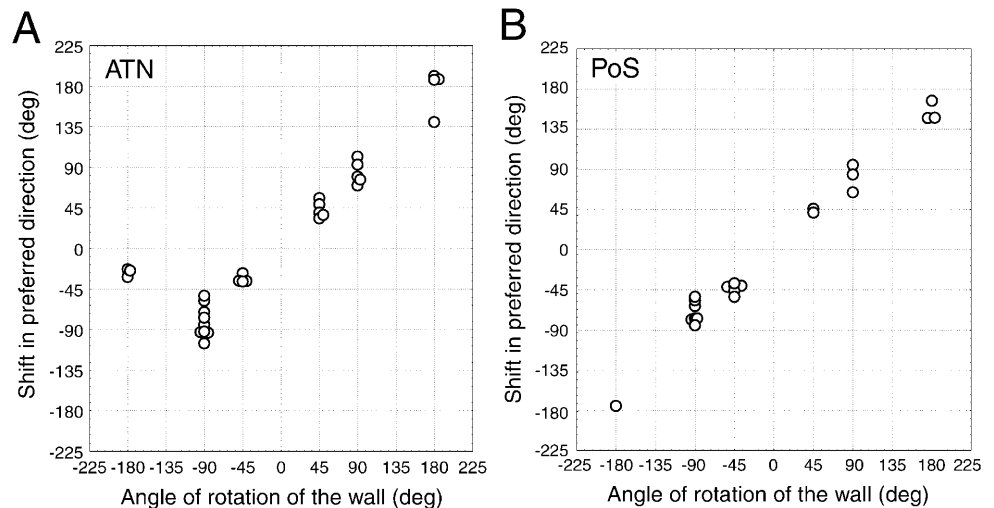 A
B
225
180
135
90
45
0
-45
-90
-135
-180
-225
Shift in preferred direction (deg)
ATN
-225 -180 -135 -90 -45 0 45 90 135 180 225
Angle of rotation of the wall (deg)
225
180
135
90
45
0
-45
-90
-135
-180
-225
Shift in preferred direction (deg)
PoS
-225 -180 -135 -90 -45 0 45 90 135 180 225
Angle of rotation of the wall (deg)